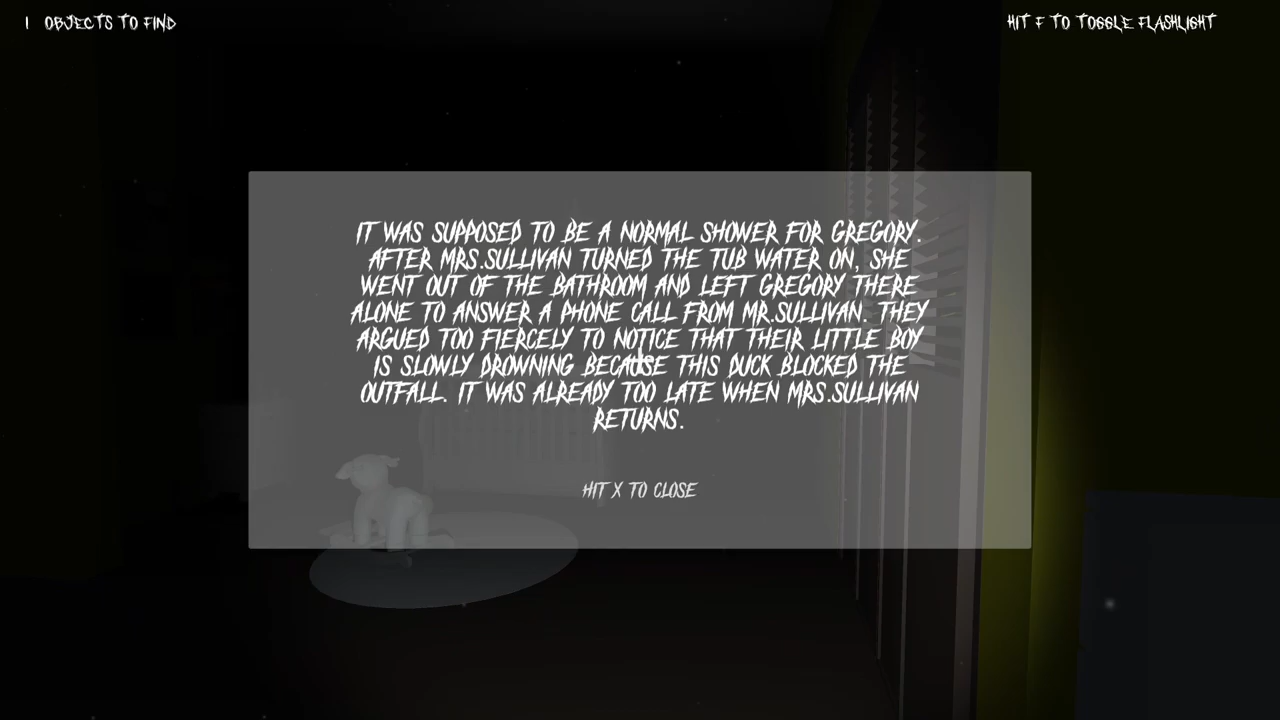 1 OBJECTS TO FIND
HIT F TO TOGGLE FLASHLIGHT
IT WAS SUPPOSED TO BE A NORMAL SHOWER FOR GREGORY.
AFTER MRS.SULLIVAN TURNED THE TUB WATER ON, SHE
WENT OUT OF THE BATHROOM AND LEFT GREGORY THERE
ALONE TO ANSWER A PHONE CALL FROM MR.SULLIVAN. THEY
ARGUED TOO FIERCELY TO NOTICE THAT THEIR LITTLE BOY
IS SLOWLY DROWNING BECAUSE THIS DUCK BLOCKED THE
OUTFALL. IT WAS ALREADY TOO LATE WHEN MRS.SULLIVAN
RETURNS.
HIT X TO CLOSE